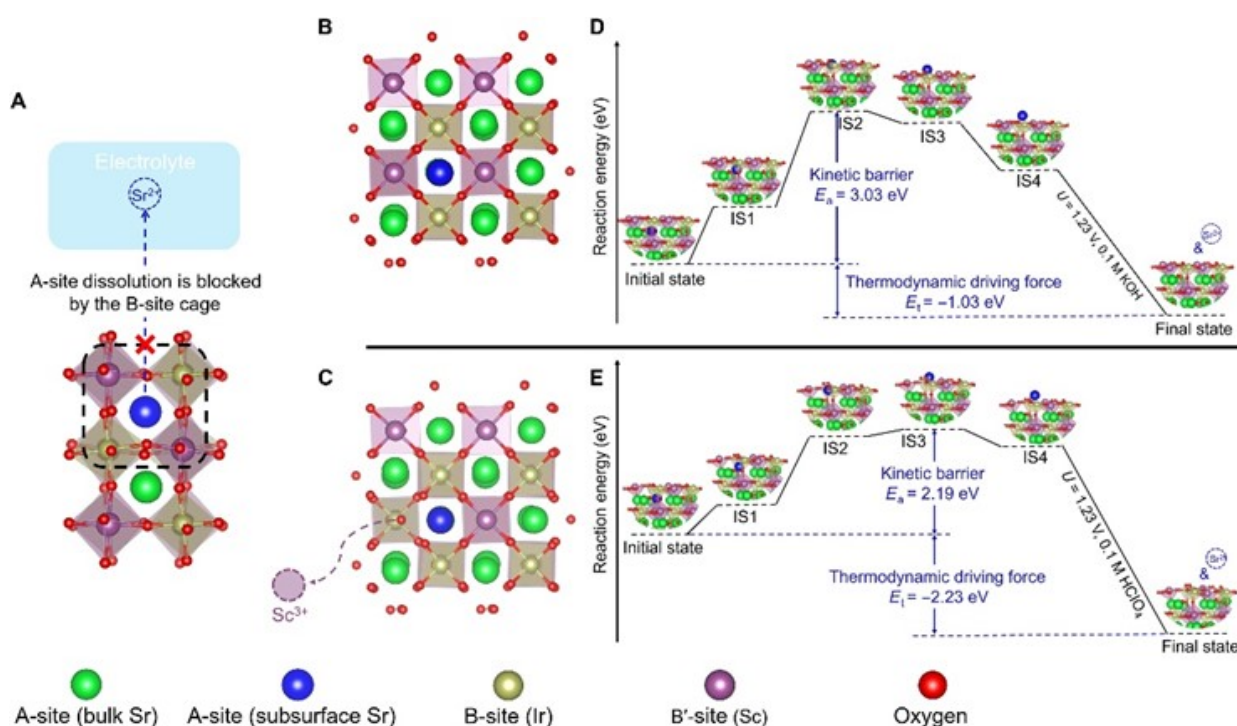 A
Electrolyte
Sr²⁺
A-site dissolution is blocked
by the B-site cage
B
C
Sc³⁺
D
Reaction energy (eV)
Initial state
IS1
IS2
IS3
IS4
Kinetic barrier
Eₐ = 3.03 eV
Thermodynamic driving force
Eₜ = −1.03 eV
U = 1.23 V, 0.1 M KOH
&
Final state
E
Reaction energy (eV)
Initial state
IS1
IS2
IS3
IS4
Kinetic barrier
Eₐ = 2.19 eV
Thermodynamic driving force
Eₜ = −2.23 eV
U = 1.23 V, 0.1 M HClO₄
&
Final state
A-site (bulk Sr)
A-site (subsurface Sr)
B-site (Ir)
B′-site (Sc)
Oxygen